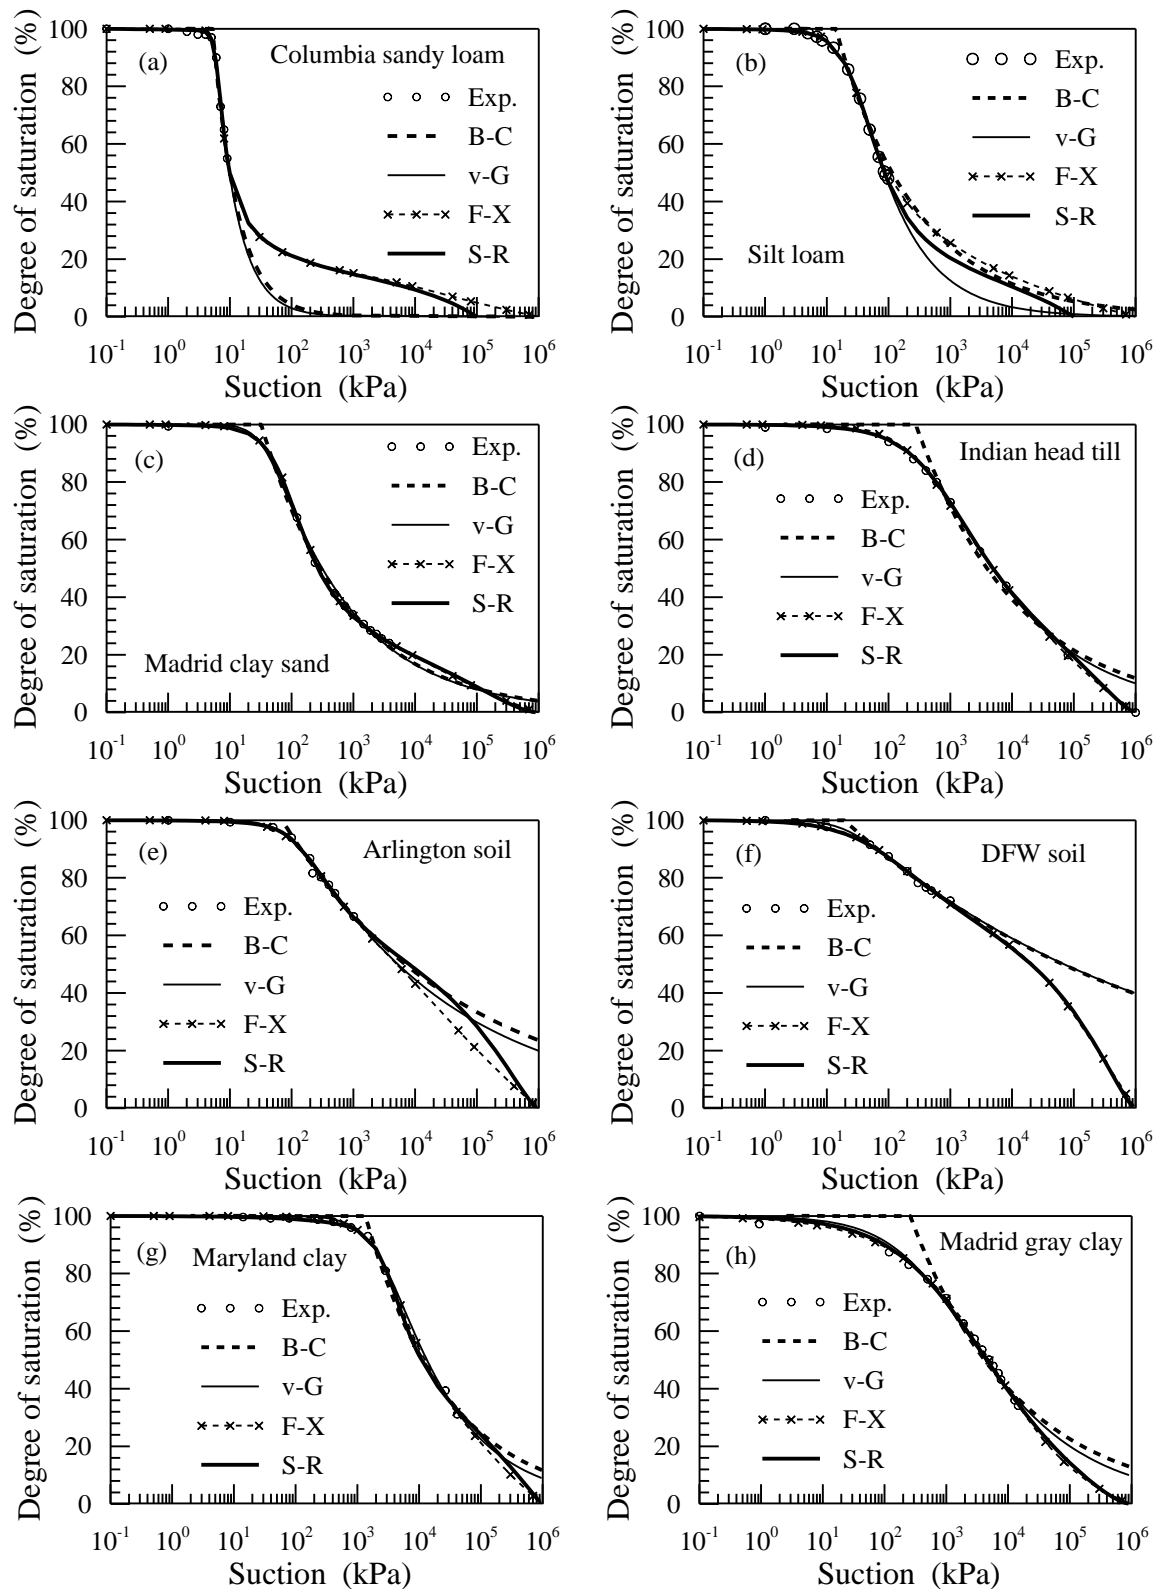 Degree of saturation (%)
100
80
60
40
20
0
(a)
Columbia sandy loam
Exp.
B-C
v-G
F-X
S-R
10⁻¹ 10⁰ 10¹ 10² 10³ 10⁴ 10⁵ 10⁶
Suction (kPa)
Degree of saturation (%)
100
80
60
40
20
0
(b)
Silt loam
Exp.
B-C
v-G
F-X
S-R
10⁻¹ 10⁰ 10¹ 10² 10³ 10⁴ 10⁵ 10⁶
Suction (kPa)
Degree of saturation (%)
100
80
60
40
20
0
(c)
Madrid clay sand
Exp.
B-C
v-G
F-X
S-R
10⁻¹ 10⁰ 10¹ 10² 10³ 10⁴ 10⁵ 10⁶
Suction (kPa)
Degree of saturation (%)
100
80
60
40
20
0
(d)
Indian head till
Exp.
B-C
v-G
F-X
S-R
10⁻¹ 10⁰ 10¹ 10² 10³ 10⁴ 10⁵ 10⁶
Suction (kPa)
Degree of saturation (%)
100
80
60
40
20
0
(e)
Arlington soil
Exp.
B-C
v-G
F-X
S-R
10⁻¹ 10⁰ 10¹ 10² 10³ 10⁴ 10⁵ 10⁶
Suction (kPa)
Degree of saturation (%)
100
80
60
40
20
0
(f)
DFW soil
Exp.
B-C
v-G
F-X
S-R
10⁻¹ 10⁰ 10¹ 10² 10³ 10⁴ 10⁵ 10⁶
Suction (kPa)
Degree of saturation (%)
100
80
60
40
20
0
(g)
Maryland clay
Exp.
B-C
v-G
F-X
S-R
10⁻¹ 10⁰ 10¹ 10² 10³ 10⁴ 10⁵ 10⁶
Suction (kPa)
Degree of saturation (%)
100
80
60
40
20
0
(h)
Madrid gray clay
Exp.
B-C
v-G
F-X
S-R
10⁻¹ 10⁰ 10¹ 10² 10³ 10⁴ 10⁵ 10⁶
Suction (kPa)